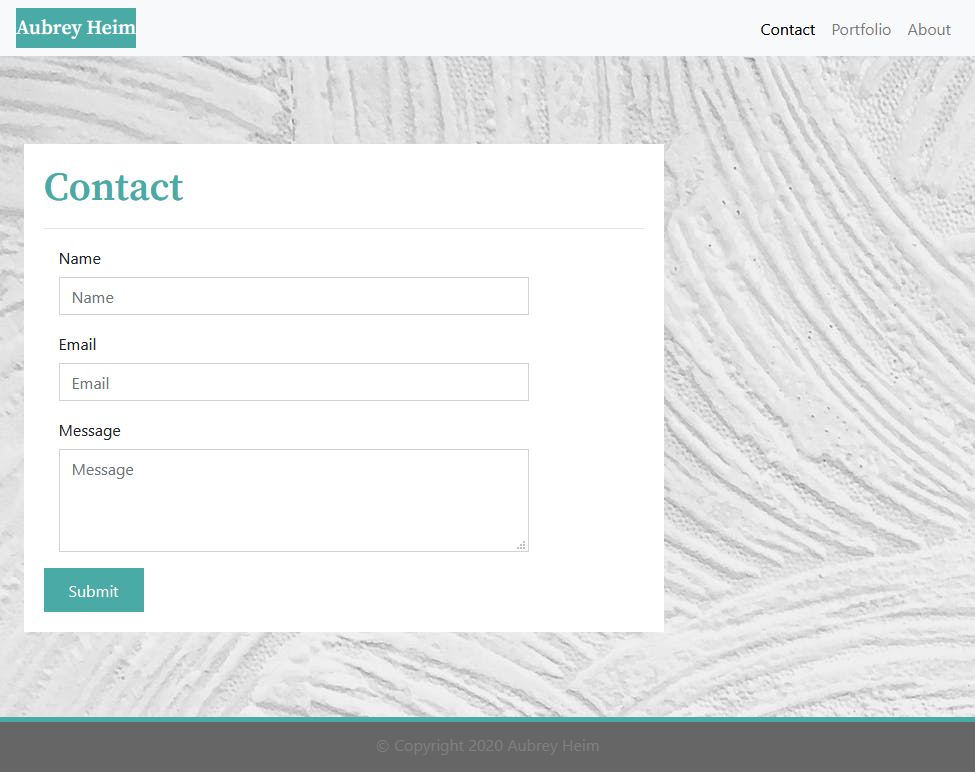 Aubrey Heim
Contact Portfolio About
Contact
Name
Name
Email
Email
Message
Message
Submit
© Copyright 2020 Aubrey Heim